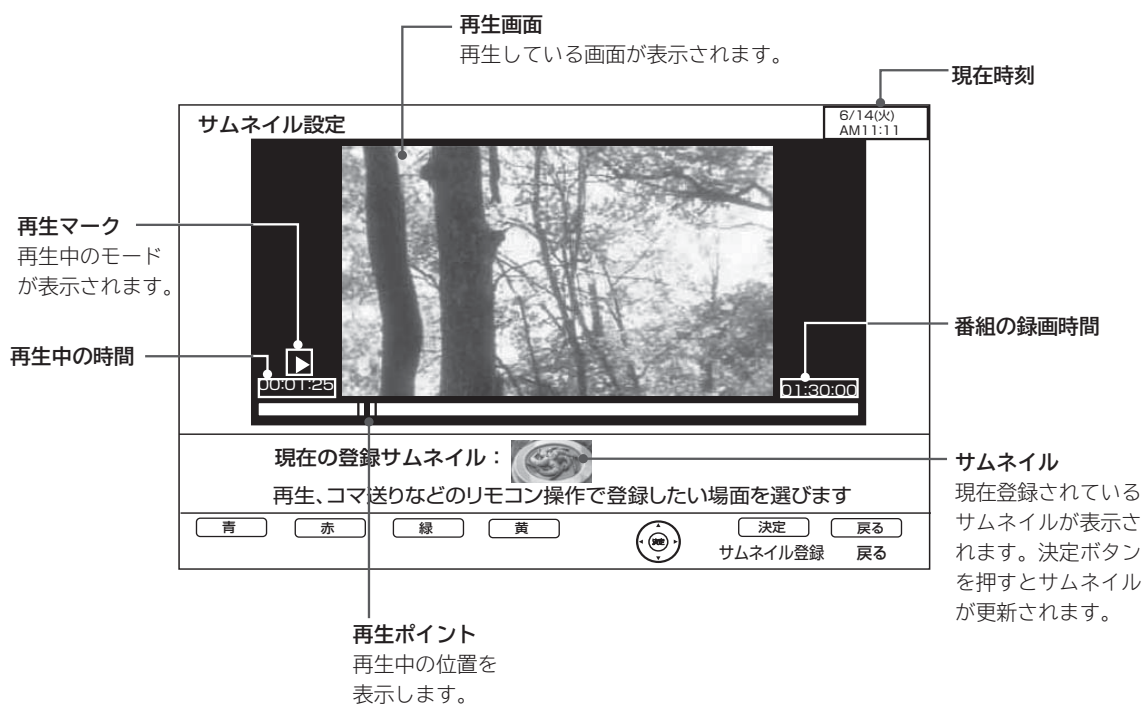 再生画面
再生している画面が表示されます。
現在時刻
サムネイル設定
6/14(火)
AM11:11
再生マーク
再生中のモード
が表示されます。
再生中の時間
00:01:25
番組の録画時間
01:30:00
現在の登録サムネイル：
再生、コマ送りなどのリモコン操作で登録したい場面を選びます
サムネイル
現在登録されている
サムネイルが表示さ
れます。決定ボタン
を押すとサムネイル
が更新されます。
青 赤 緑 黄 決定 決定 戻る
サムネイル登録 戻る
再生ポイント
再生中の位置を
表示します。